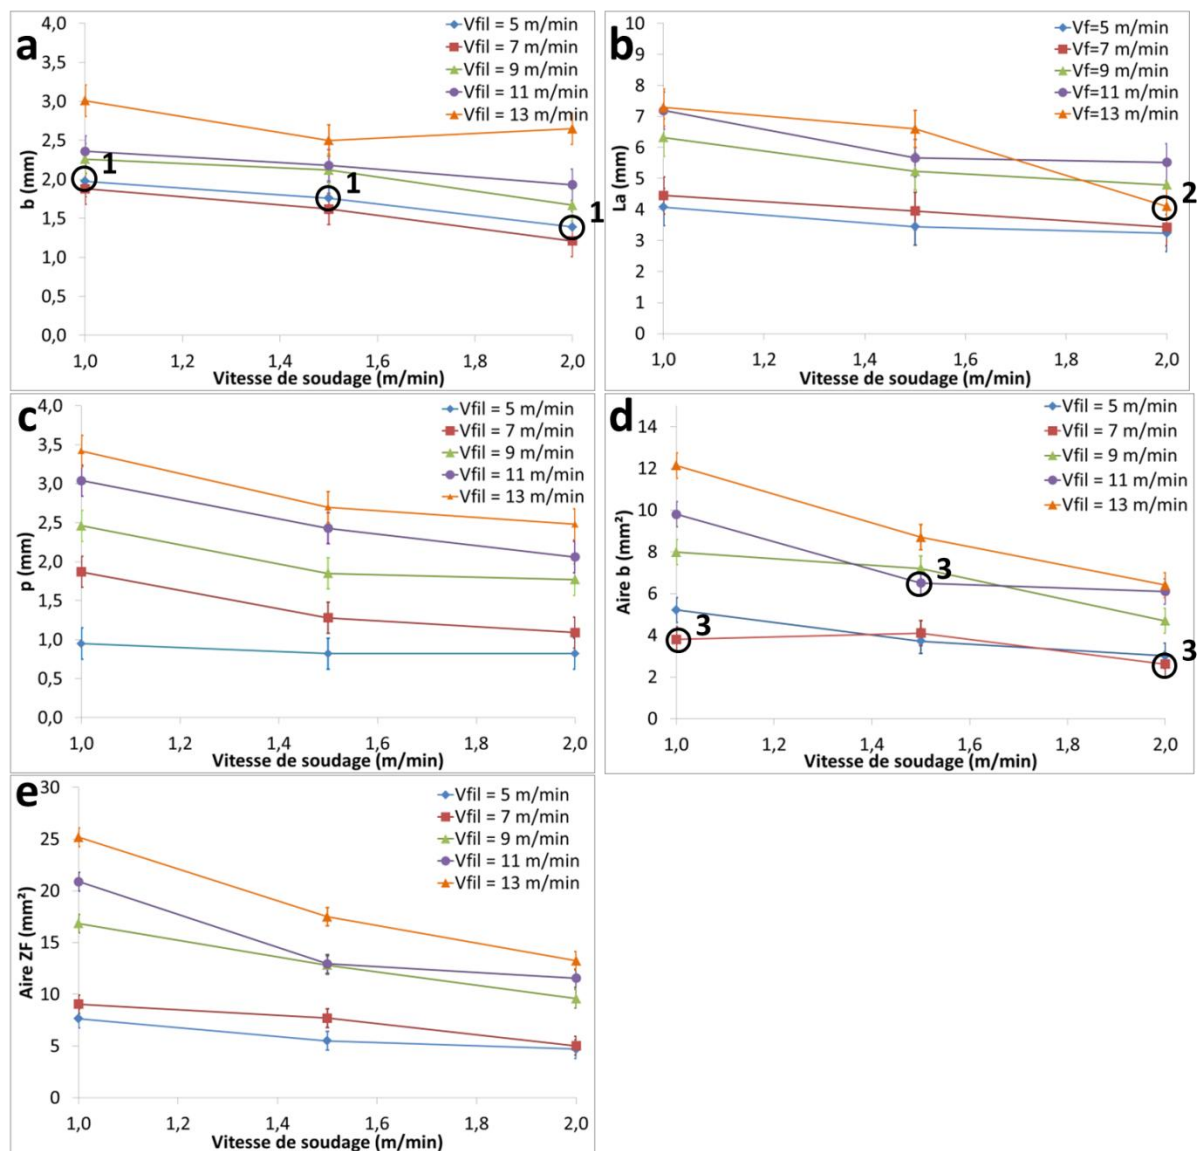 a
4,0
3,5
3,0
2,5
2,0
1,5
1,0
0,5
0,0
b (mm)
Vfil = 5 m/min
Vfil = 7 m/min
Vfil = 9 m/min
Vfil = 11 m/min
Vfil = 13 m/min
1
1
1
1,0 1,2 1,4 1,6 1,8 2,0
Vitesse de soudage (m/min)
b
10
9
8
7
6
5
4
3
2
1
0
La (mm)
Vf=5 m/min
Vf=7 m/min
Vf=9 m/min
Vf=11 m/min
Vf=13 m/min
2
1,0 1,2 1,4 1,6 1,8 2,0
Vitesse de soudage (m/min)
c
4,0
3,5
3,0
2,5
2,0
1,5
1,0
0,5
0,0
p (mm)
Vfil = 5 m/min
Vfil = 7 m/min
Vfil = 9 m/min
Vfil = 11 m/min
Vfil = 13 m/min
1,0 1,2 1,4 1,6 1,8 2,0
Vitesse de soudage (m/min)
d
14
12
10
8
6
4
2
0
Aire b (mm²)
Vfil = 5 m/min
Vfil = 7 m/min
Vfil = 9 m/min
Vfil = 11 m/min
Vfil = 13 m/min
3
3
3
1,0 1,2 1,4 1,6 1,8 2,0
Vitesse de soudage (m/min)
e
30
25
20
15
10
5
0
Aire ZF (mm²)
Vfil = 5 m/min
Vfil = 7 m/min
Vfil = 9 m/min
Vfil = 11 m/min
Vfil = 13 m/min
1,0 1,2 1,4 1,6 1,8 2,0
Vitesse de soudage (m/min)